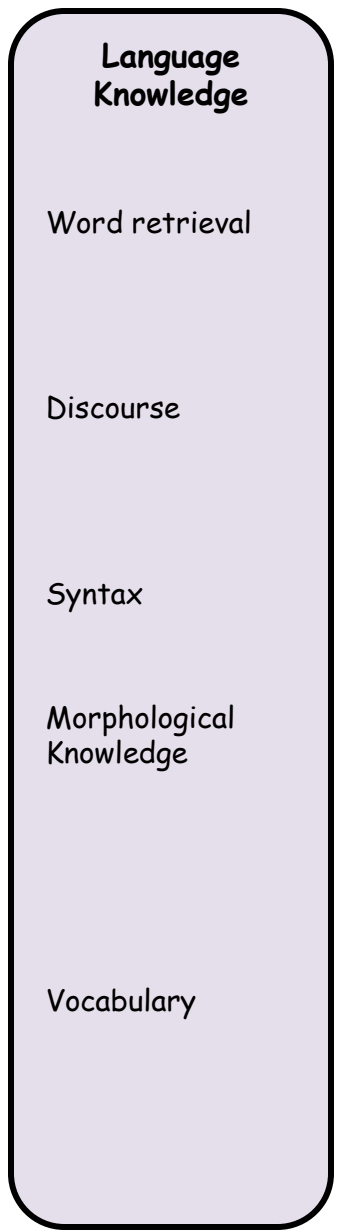 Language
Knowledge
Word retrieval
Discourse
Syntax
Morphological
Knowledge
Vocabulary